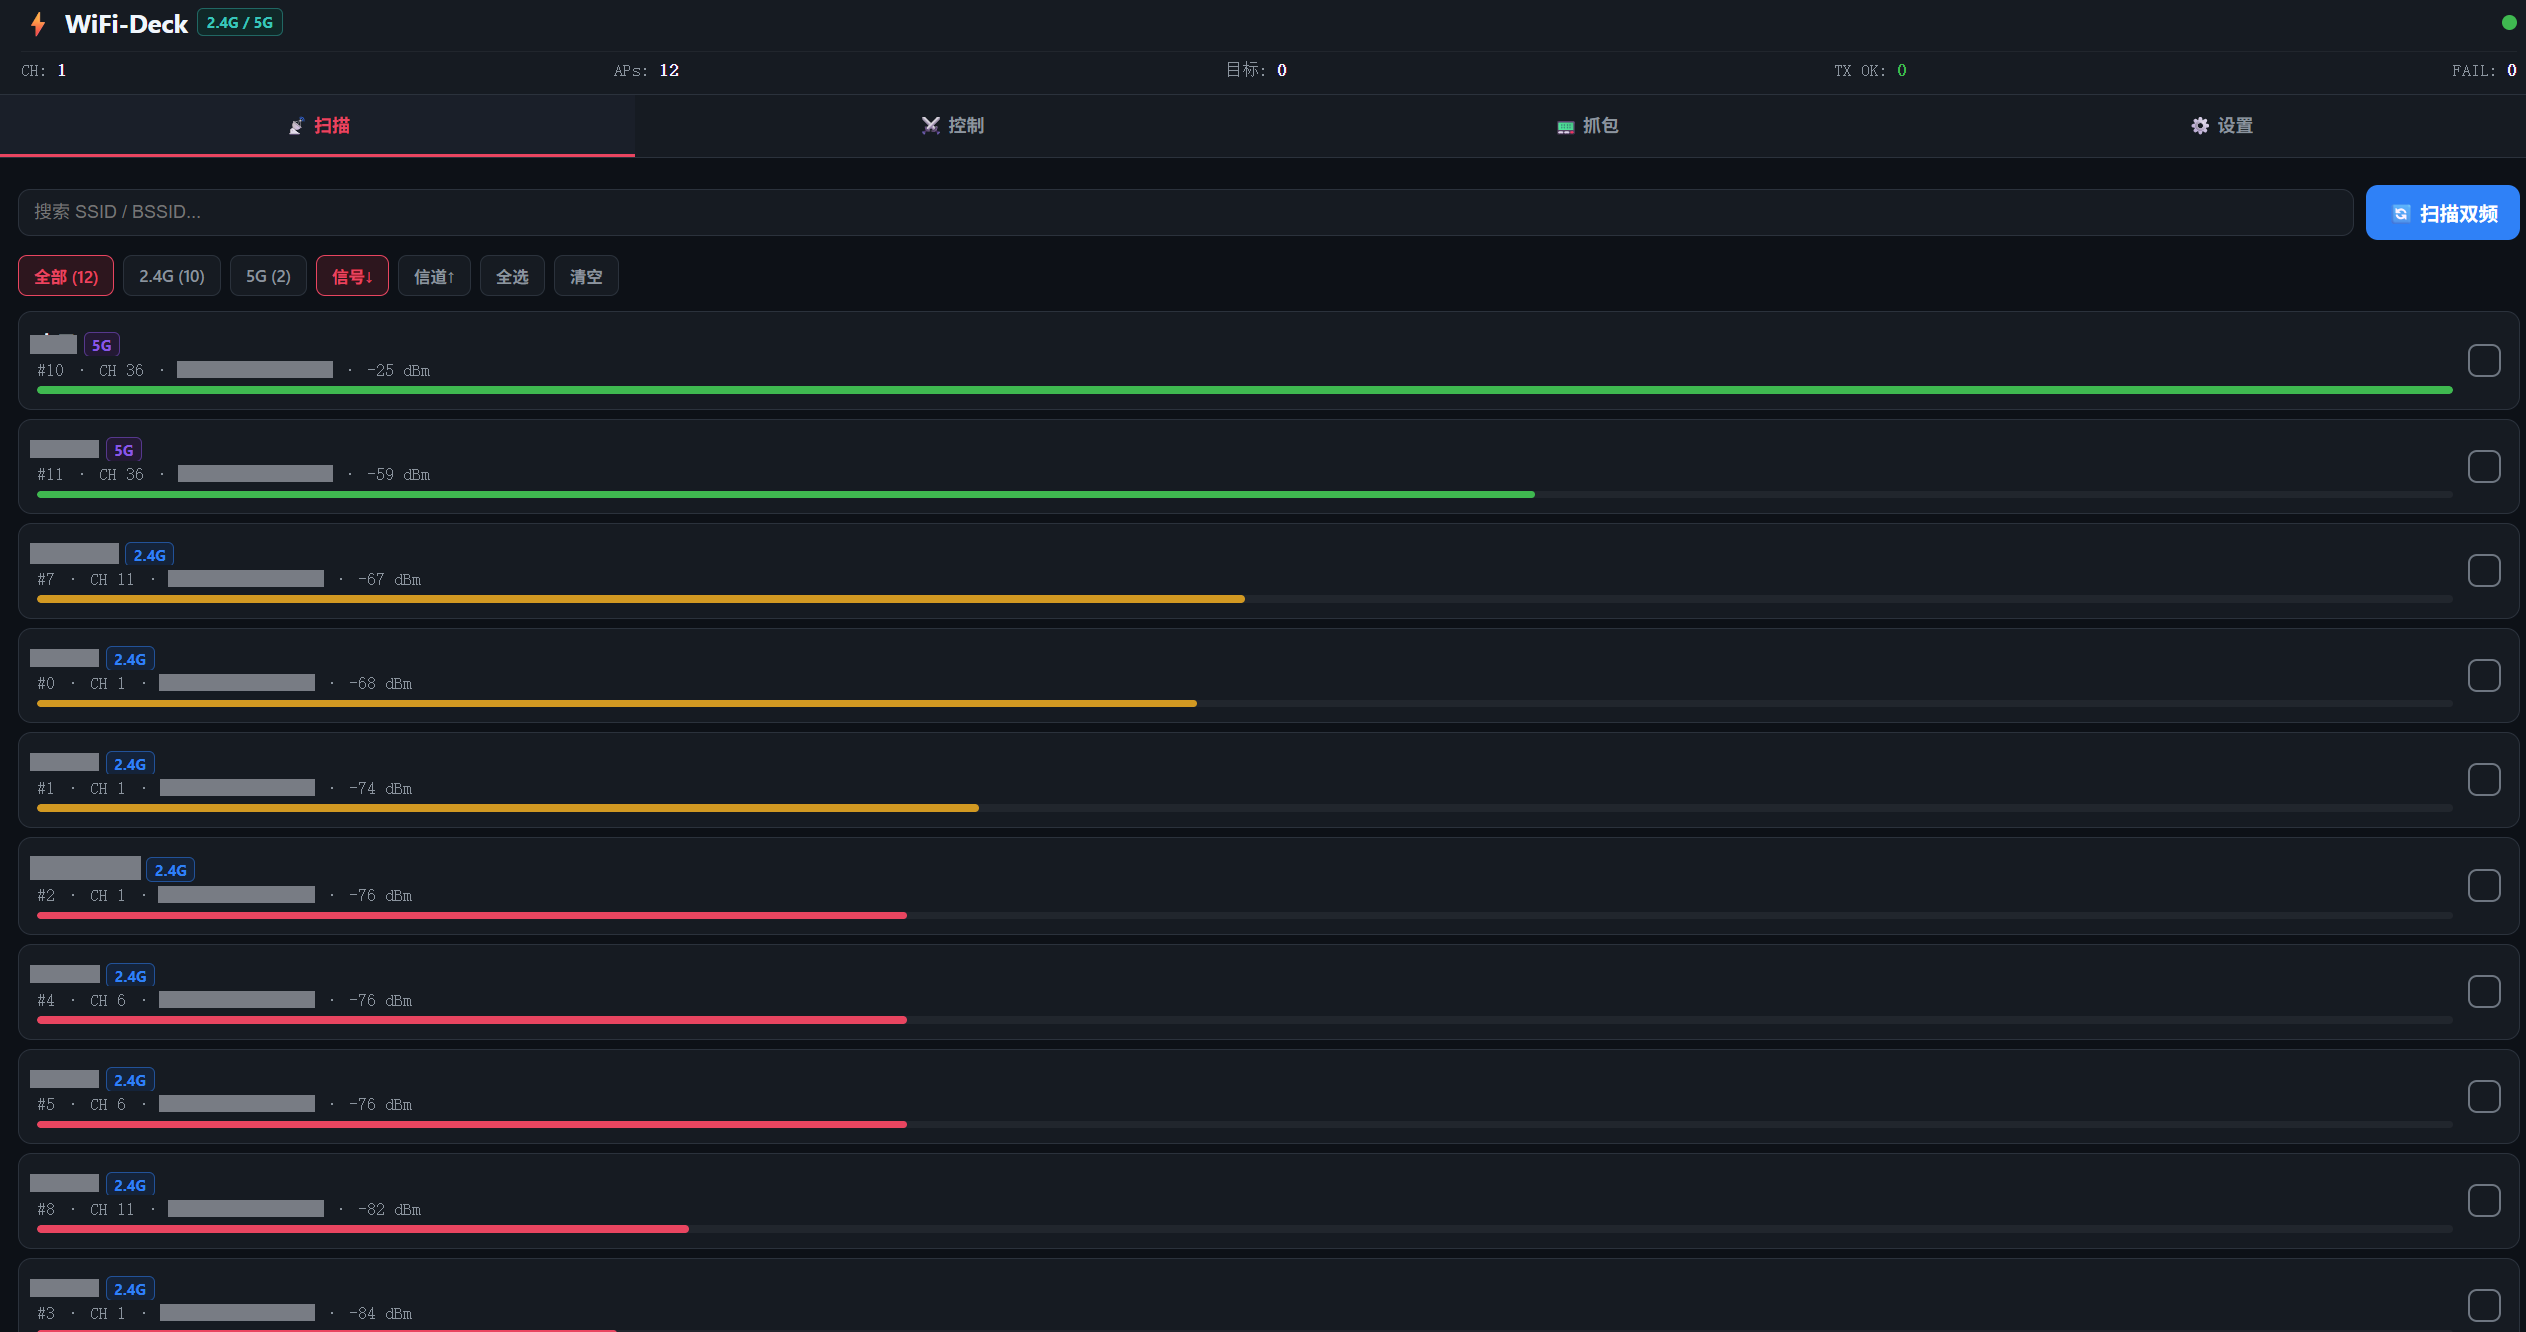 WiFi-Deck 2.4G / 5G
CH: 1 APs: 12 目标: 0 TX OK: 0 FAIL: 0
扫描 控制 抓包 设置
搜索 SSID / BSSID... 扫描双频
全部 (12) 2.4G (10) 5G (2) 信号↓ 信道↑ 全选 清空
5G
#10 · CH 36 · · -25 dBm
5G
#11 · CH 36 · · -59 dBm
2.4G
#7 · CH 11 · · -67 dBm
2.4G
#0 · CH 1 · · -68 dBm
2.4G
#1 · CH 1 · · -74 dBm
2.4G
#2 · CH 1 · · -76 dBm
2.4G
#4 · CH 6 · · -76 dBm
2.4G
#5 · CH 6 · · -76 dBm
2.4G
#8 · CH 11 · · -82 dBm
2.4G
#3 · CH 1 · · -84 dBm